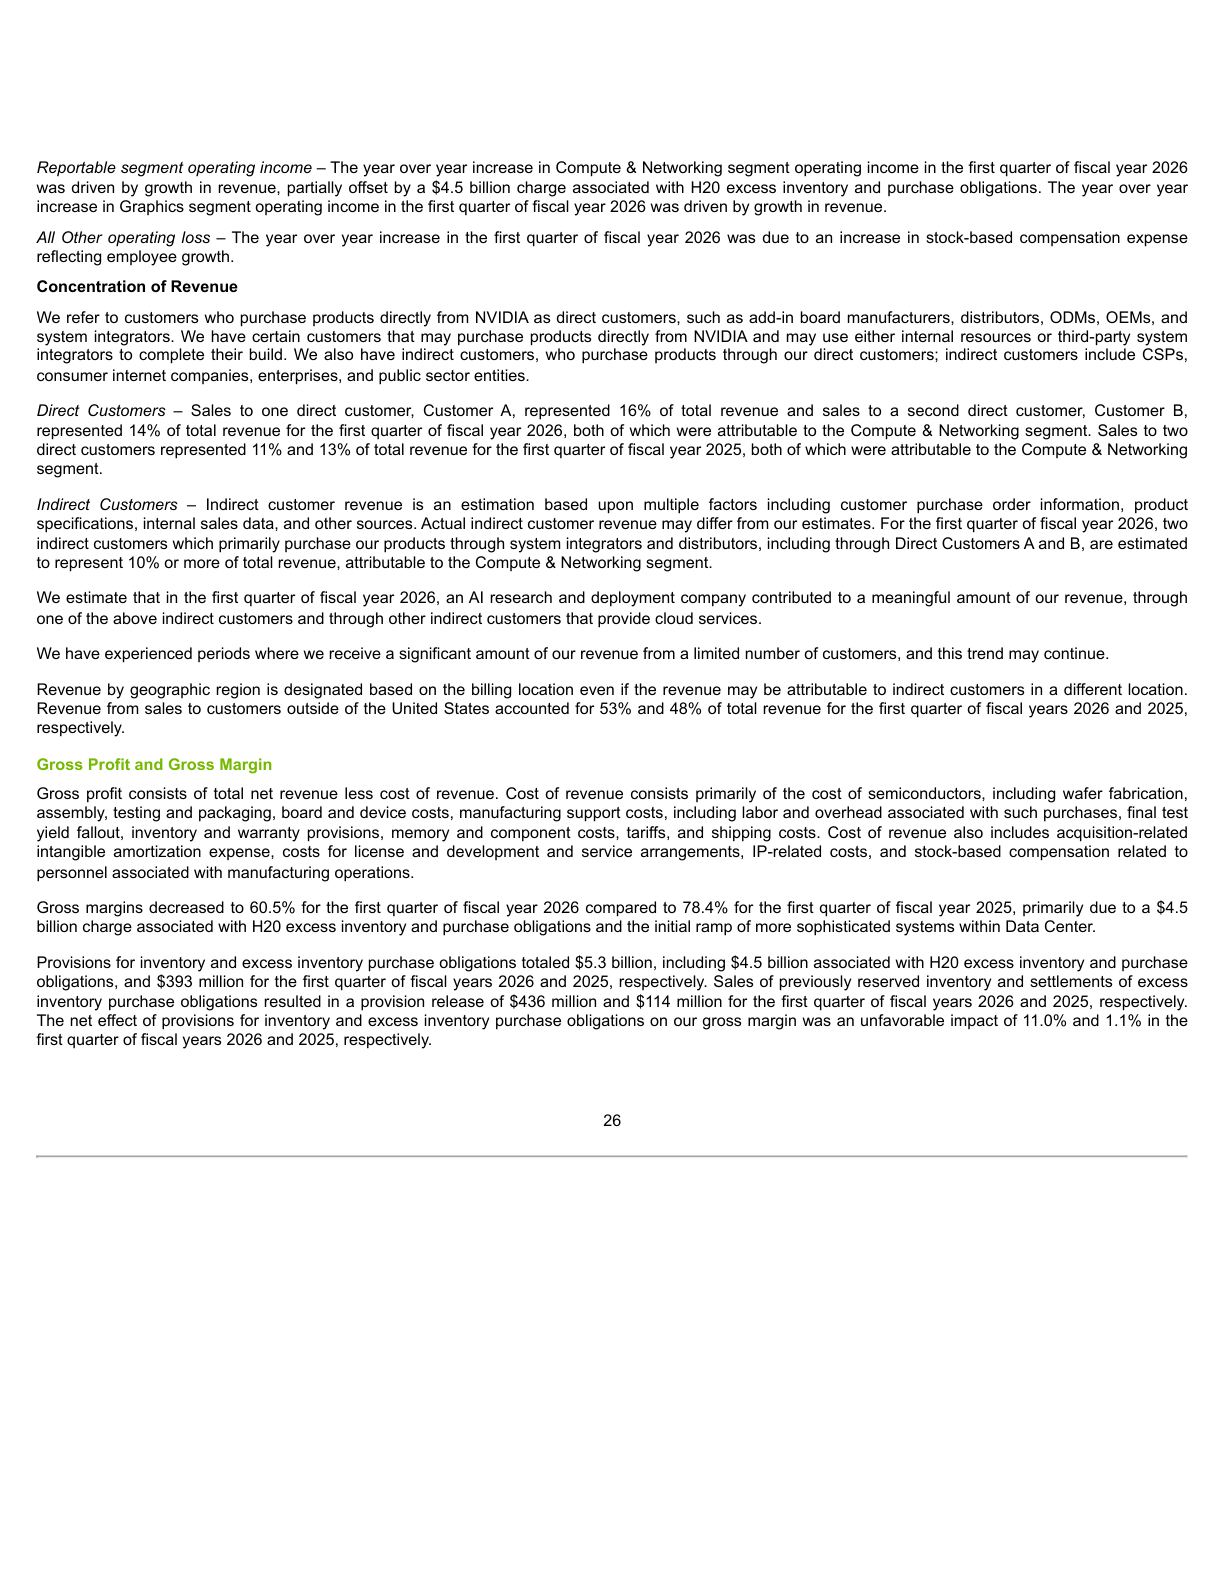 Reportable segment operating income – The year over year increase in Compute & Networking segment operating income in the first quarter of fiscal year 2026
was driven by growth in revenue, partially offset by a $4.5 billion charge associated with H20 excess inventory and purchase obligations. The year over year
increase in Graphics segment operating income in the first quarter of fiscal year 2026 was driven by growth in revenue.
All Other operating loss – The year over year increase in the first quarter of fiscal year 2026 was due to an increase in stock-based compensation expense
reflecting employee growth.
Concentration of Revenue
We refer to customers who purchase products directly from NVIDIA as direct customers, such as add-in board manufacturers, distributors, ODMs, OEMs, and
system integrators. We have certain customers that may purchase products directly from NVIDIA and may use either internal resources or third-party system
integrators to complete their build. We also have indirect customers, who purchase products through our direct customers; indirect customers include CSPs,
consumer internet companies, enterprises, and public sector entities.
Direct Customers – Sales to one direct customer, Customer A, represented 16% of total revenue and sales to a second direct customer, Customer B,
represented 14% of total revenue for the first quarter of fiscal year 2026, both of which were attributable to the Compute & Networking segment. Sales to two
direct customers represented 11% and 13% of total revenue for the first quarter of fiscal year 2025, both of which were attributable to the Compute & Networking
segment.
Indirect Customers – Indirect customer revenue is an estimation based upon multiple factors including customer purchase order information, product
specifications, internal sales data, and other sources. Actual indirect customer revenue may differ from our estimates. For the first quarter of fiscal year 2026, two
indirect customers which primarily purchase our products through system integrators and distributors, including through Direct Customers A and B, are estimated
to represent 10% or more of total revenue, attributable to the Compute & Networking segment.
We estimate that in the first quarter of fiscal year 2026, an AI research and deployment company contributed to a meaningful amount of our revenue, through
one of the above indirect customers and through other indirect customers that provide cloud services.
We have experienced periods where we receive a significant amount of our revenue from a limited number of customers, and this trend may continue.
Revenue by geographic region is designated based on the billing location even if the revenue may be attributable to indirect customers in a different location.
Revenue from sales to customers outside of the United States accounted for 53% and 48% of total revenue for the first quarter of fiscal years 2026 and 2025,
respectively.
Gross Profit and Gross Margin
Gross profit consists of total net revenue less cost of revenue. Cost of revenue consists primarily of the cost of semiconductors, including wafer fabrication,
assembly, testing and packaging, board and device costs, manufacturing support costs, including labor and overhead associated with such purchases, final test
yield fallout, inventory and warranty provisions, memory and component costs, tariffs, and shipping costs. Cost of revenue also includes acquisition-related
intangible amortization expense, costs for license and development and service arrangements, IP-related costs, and stock-based compensation related to
personnel associated with manufacturing operations.
Gross margins decreased to 60.5% for the first quarter of fiscal year 2026 compared to 78.4% for the first quarter of fiscal year 2025, primarily due to a $4.5
billion charge associated with H20 excess inventory and purchase obligations and the initial ramp of more sophisticated systems within Data Center.
Provisions for inventory and excess inventory purchase obligations totaled $5.3 billion, including $4.5 billion associated with H20 excess inventory and purchase
obligations, and $393 million for the first quarter of fiscal years 2026 and 2025, respectively. Sales of previously reserved inventory and settlements of excess
inventory purchase obligations resulted in a provision release of $436 million and $114 million for the first quarter of fiscal years 2026 and 2025, respectively.
The net effect of provisions for inventory and excess inventory purchase obligations on our gross margin was an unfavorable impact of 11.0% and 1.1% in the
first quarter of fiscal years 2026 and 2025, respectively.
26